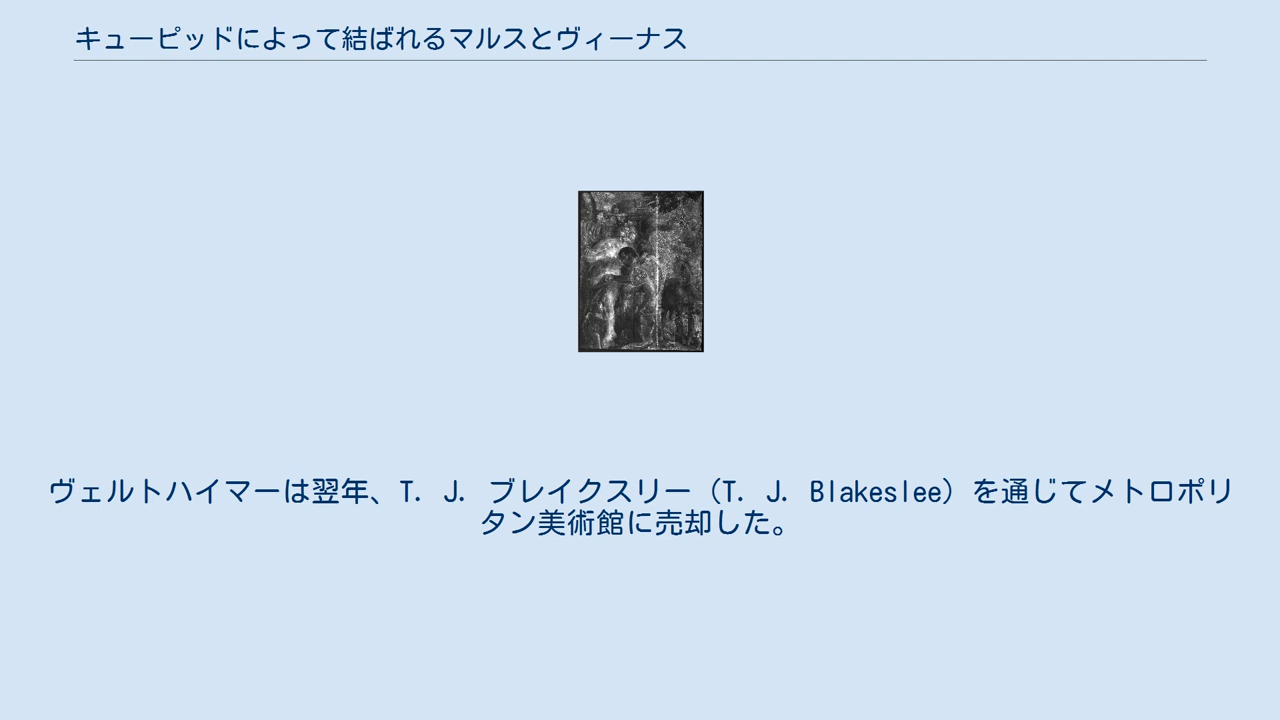 キューピッドによって結ばれるマルスとヴィーナス
ヴェルトハイマーは翌年、T. J. ブレイクスリー（T. J. Blakeslee）を通じてメトロポリ
タン美術館に売却した。